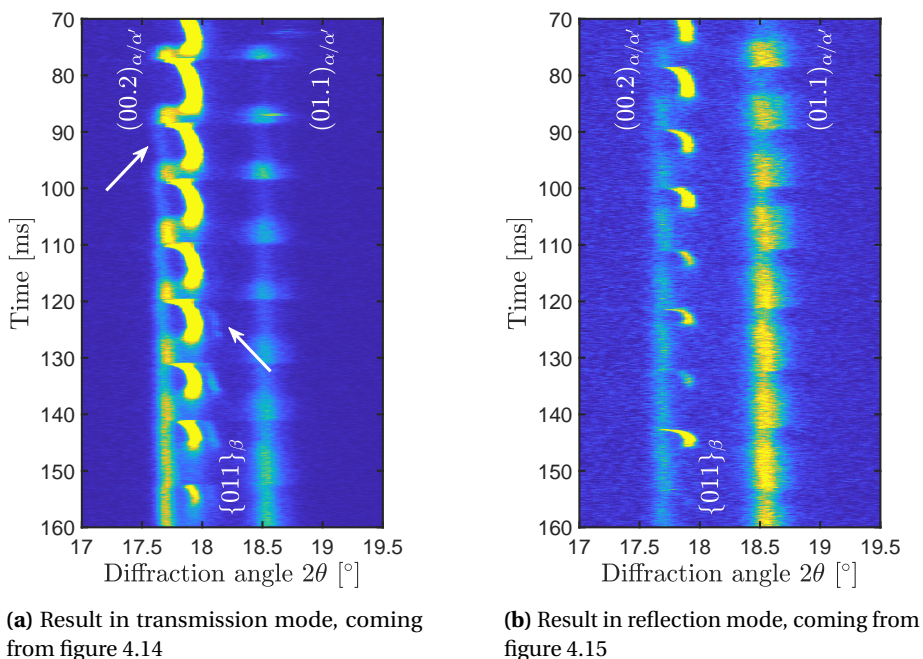 70
80
90
100
110
120
130
140
150
160
Time [ms]
(00.2)α/α′
(01.1)α/α′
{011}β
17
17.5
18
18.5
19
19.5
Diffraction angle 2θ [°]
(a) Result in transmission mode, coming
from figure 4.14
70
80
90
100
110
120
130
140
150
160
Time [ms]
(00.2)α/α′
(01.1)α/α′
{011}β
17
17.5
18
18.5
19
19.5
Diffraction angle 2θ [°]
(b) Result in reflection mode, coming from
figure 4.15